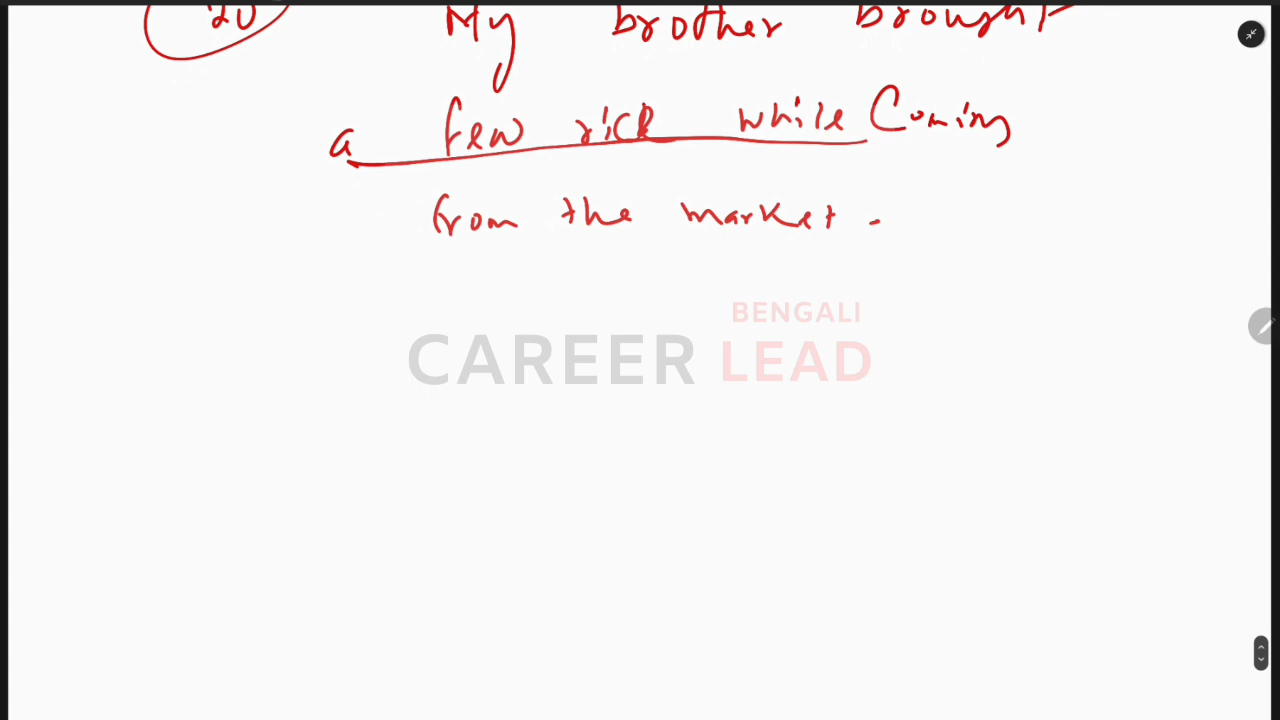 20 My brother brought
a few rice while Coming
from the market.
BENGALI
CAREER LEAD